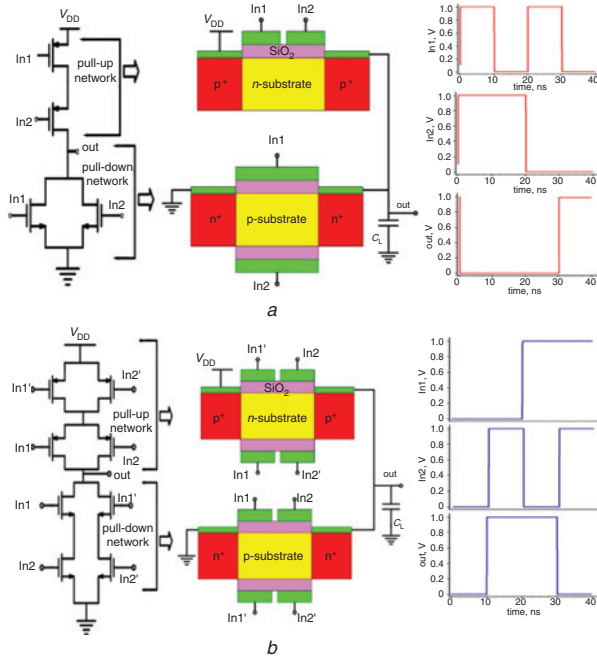 V_DD
In1
pull-up
network
In2
out
pull-down
network
In1
In2
V_DD
In1
In2
SiO2
p+
n-substrate
p+
In1
n+
p-substrate
n+
In2
out
C_L
In1, V
1.0
0.8
0.6
0.4
0.2
0
0 10 20 30 40
time, ns
In2, V
1.0
0.8
0.6
0.4
0.2
0
0 10 20 30 40
time, ns
out, V
1.0
0.8
0.6
0.4
0.2
0
0 10 20 30 40
time, ns
a
V_DD
In1'
In2'
pull-up
network
In1
In2
out
In1
In1'
pull-down
network
In2
In2'
V_DD
In1'
In2
SiO2
p+
n-substrate
p+
In1
In2'
In1
In2
n+
p-substrate
n+
In1'
In2'
out
C_L
In1, V
1.0
0.8
0.6
0.4
0.2
0
In2, V
1.0
0.8
0.6
0.4
0.2
0
out, V
1.0
0.8
0.6
0.4
0.2
0
0 10 20 30 40
time, ns
b